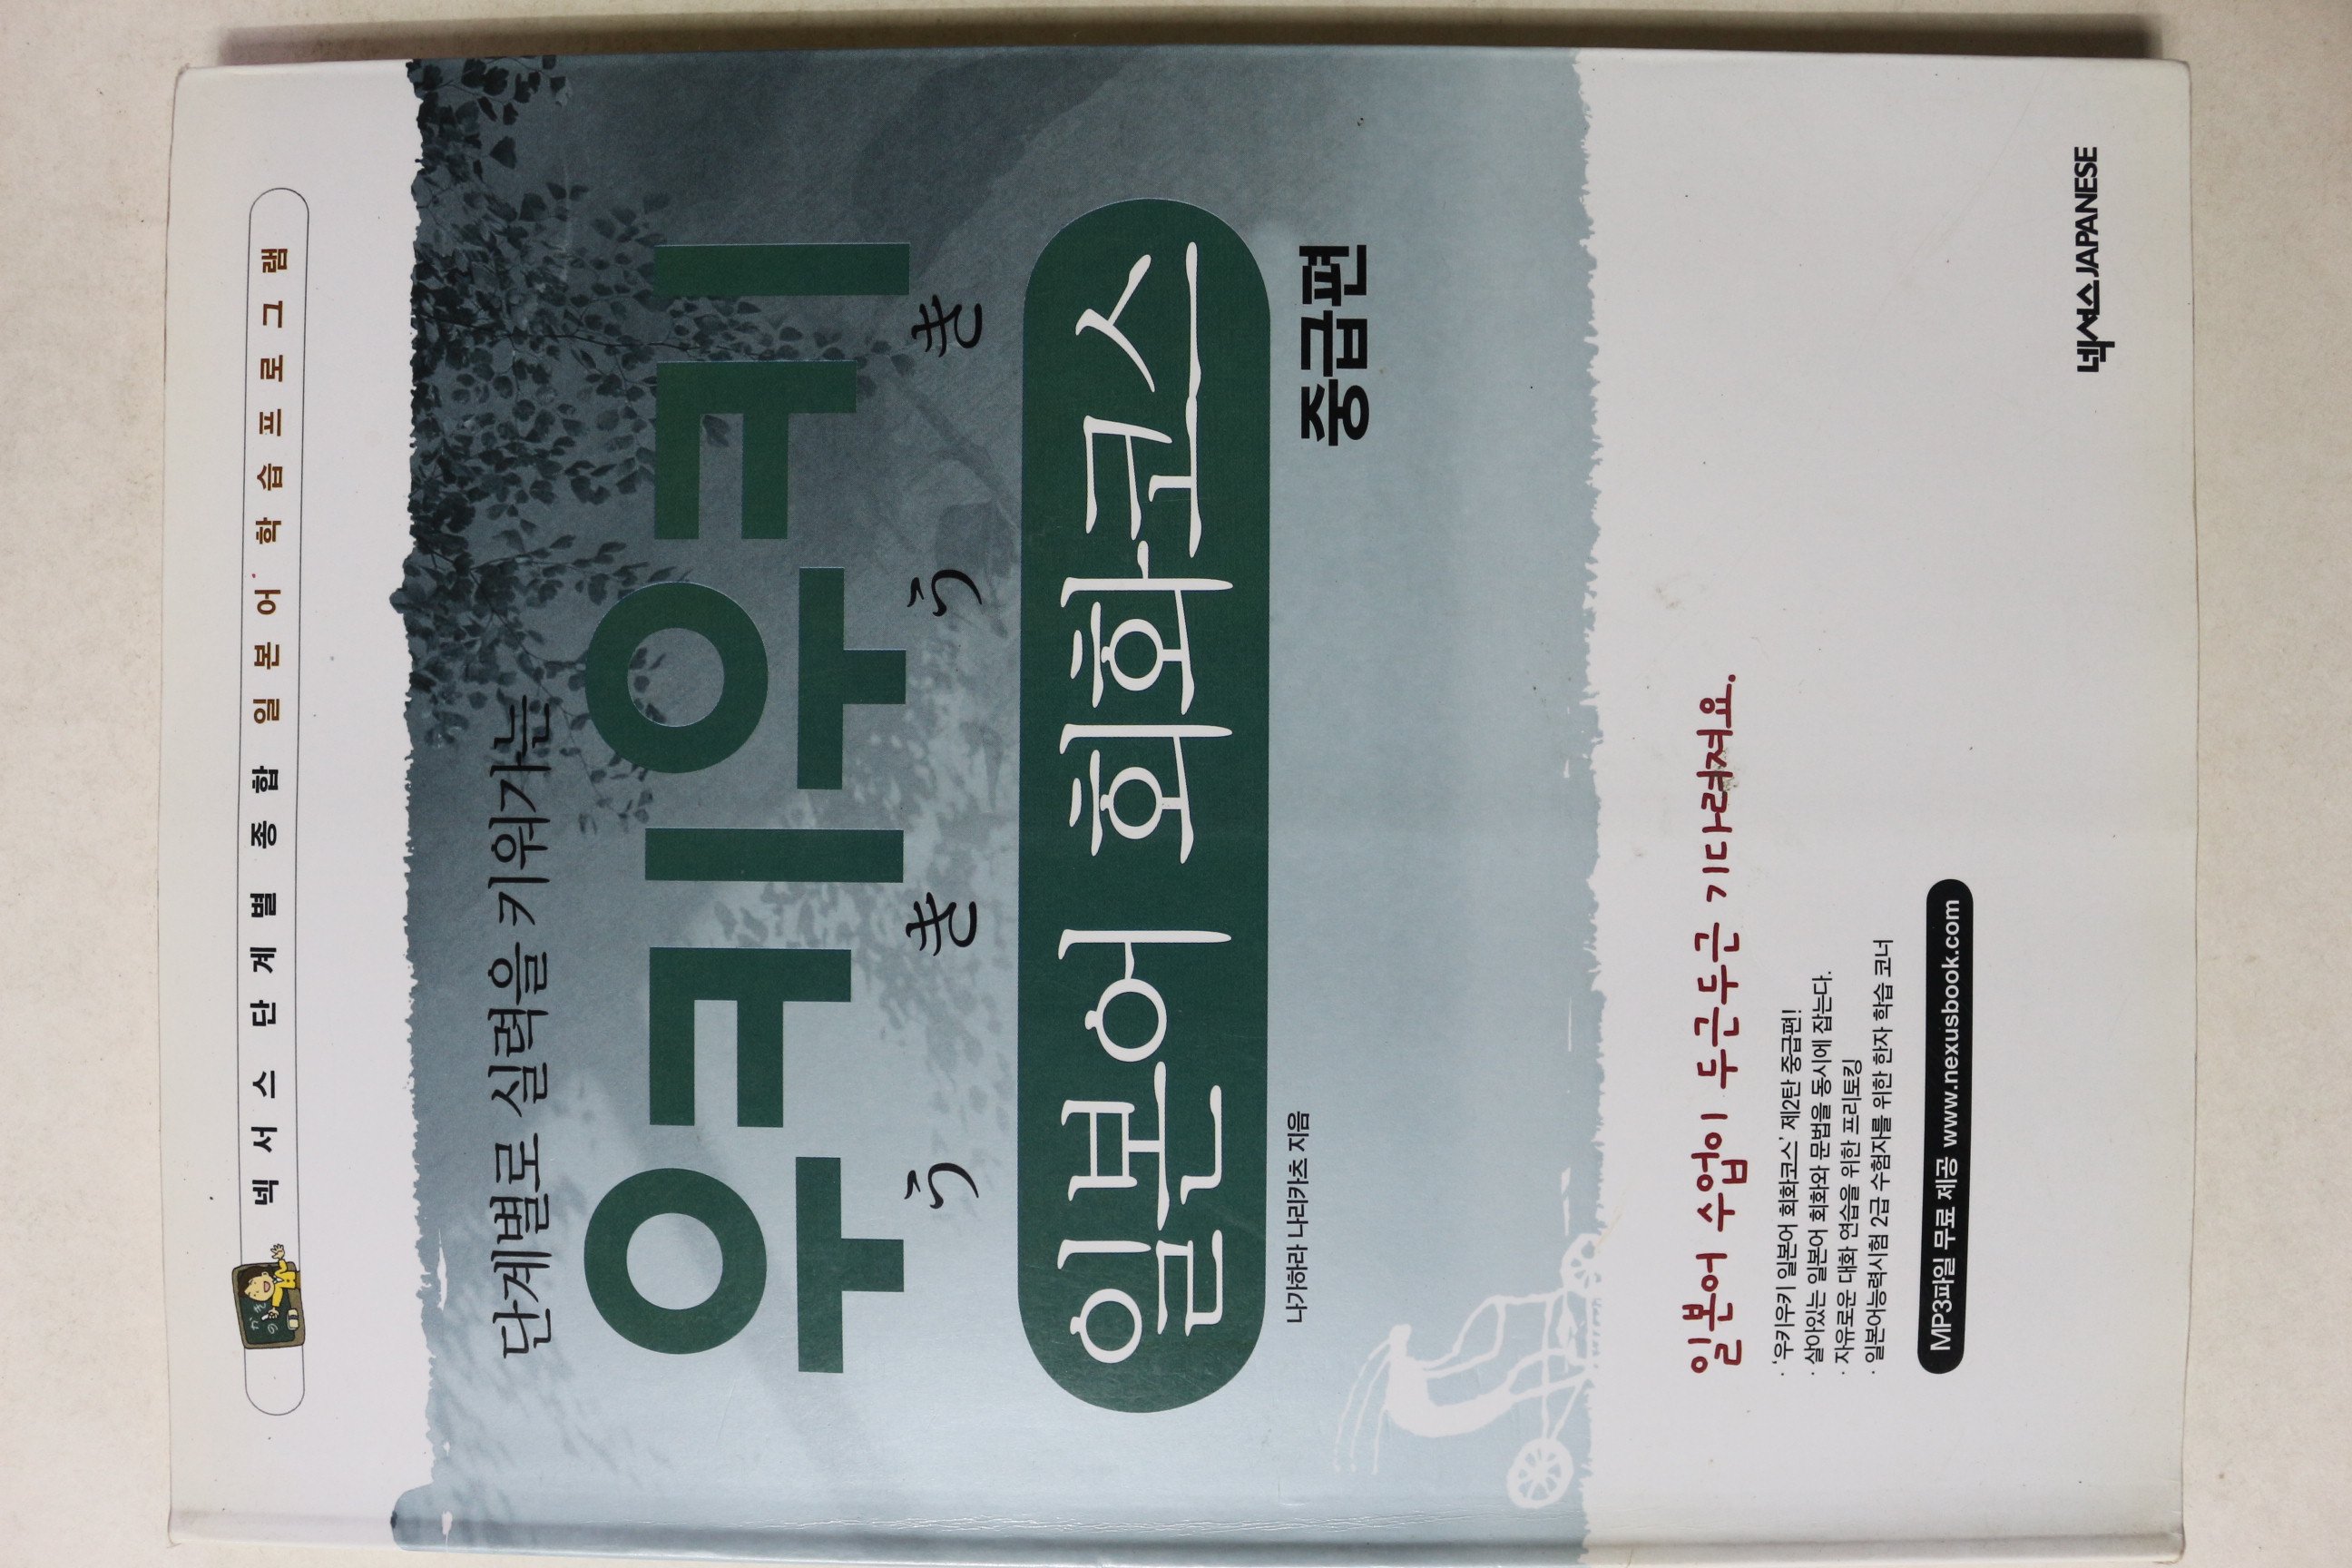 넥서스 단계별 종합 일본어 학습 프로그램
단계별로 실력을 키워가는
우키우키
うきうき
일본어 회화코스
나가하라 나리카츠 지음
중급편
일본어 수업이 두근두근 기다려져요.
· '우키우키 일본어 회화코스' 제2탄 중급편!
· 살아있는 일본어 회화와 문법을 동시에 잡는다.
· 자유로운 대화 연습을 위한 프리토킹
· 일본어능력시험 2급 수험자를 위한 한자 학습 코너
MP3파일 무료 제공 www.nexusbook.com
넥서스JAPANESE